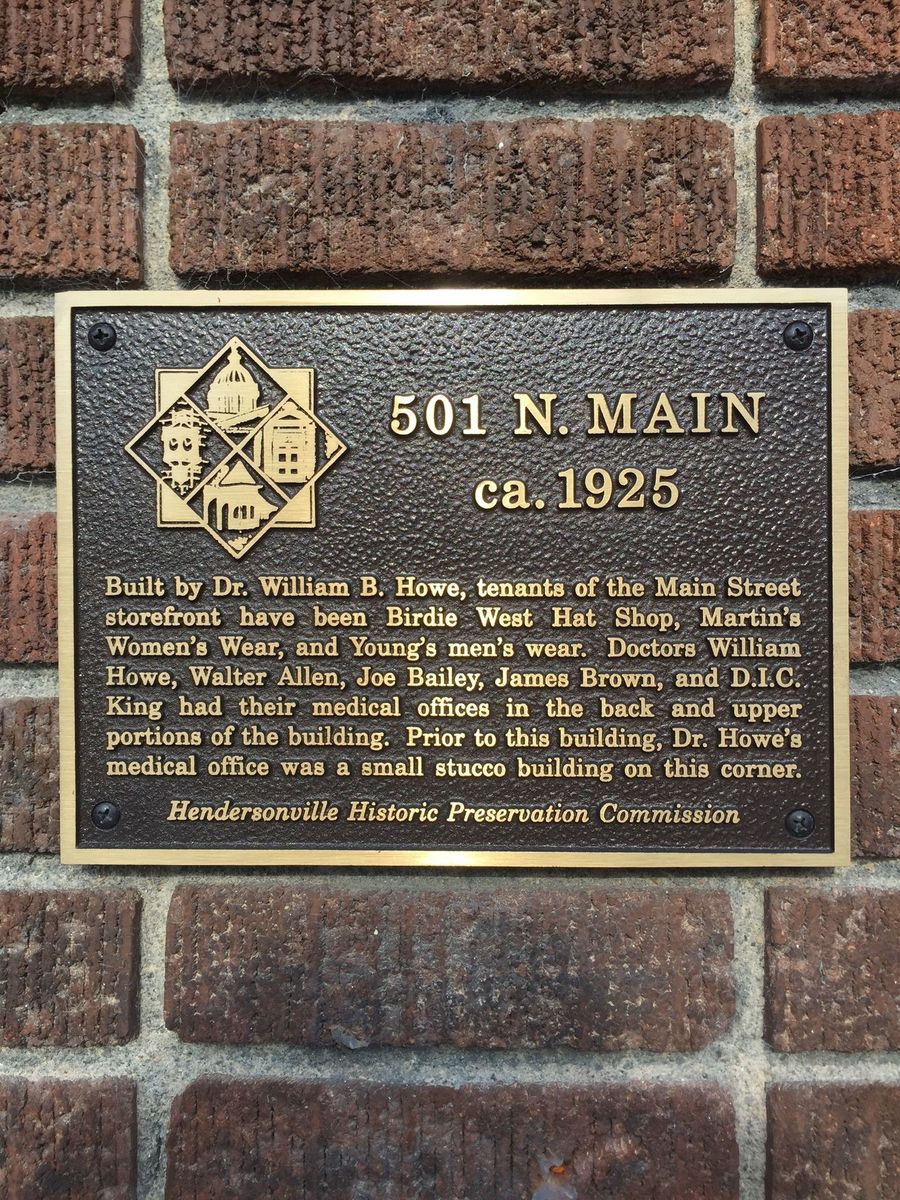 501 N. MAIN
ca. 1925
Built by Dr. William B. Howe, tenants of the Main Street
storefront have been Birdie West Hat Shop, Martin's
Women's Wear, and Young's men's wear. Doctors William
Howe, Walter Allen, Joe Bailey, James Brown, and D.I.C.
King had their medical offices in the back and upper
portions of the building. Prior to this building, Dr. Howe's
medical office was a small stucco building on this corner.
Hendersonville Historic Preservation Commission